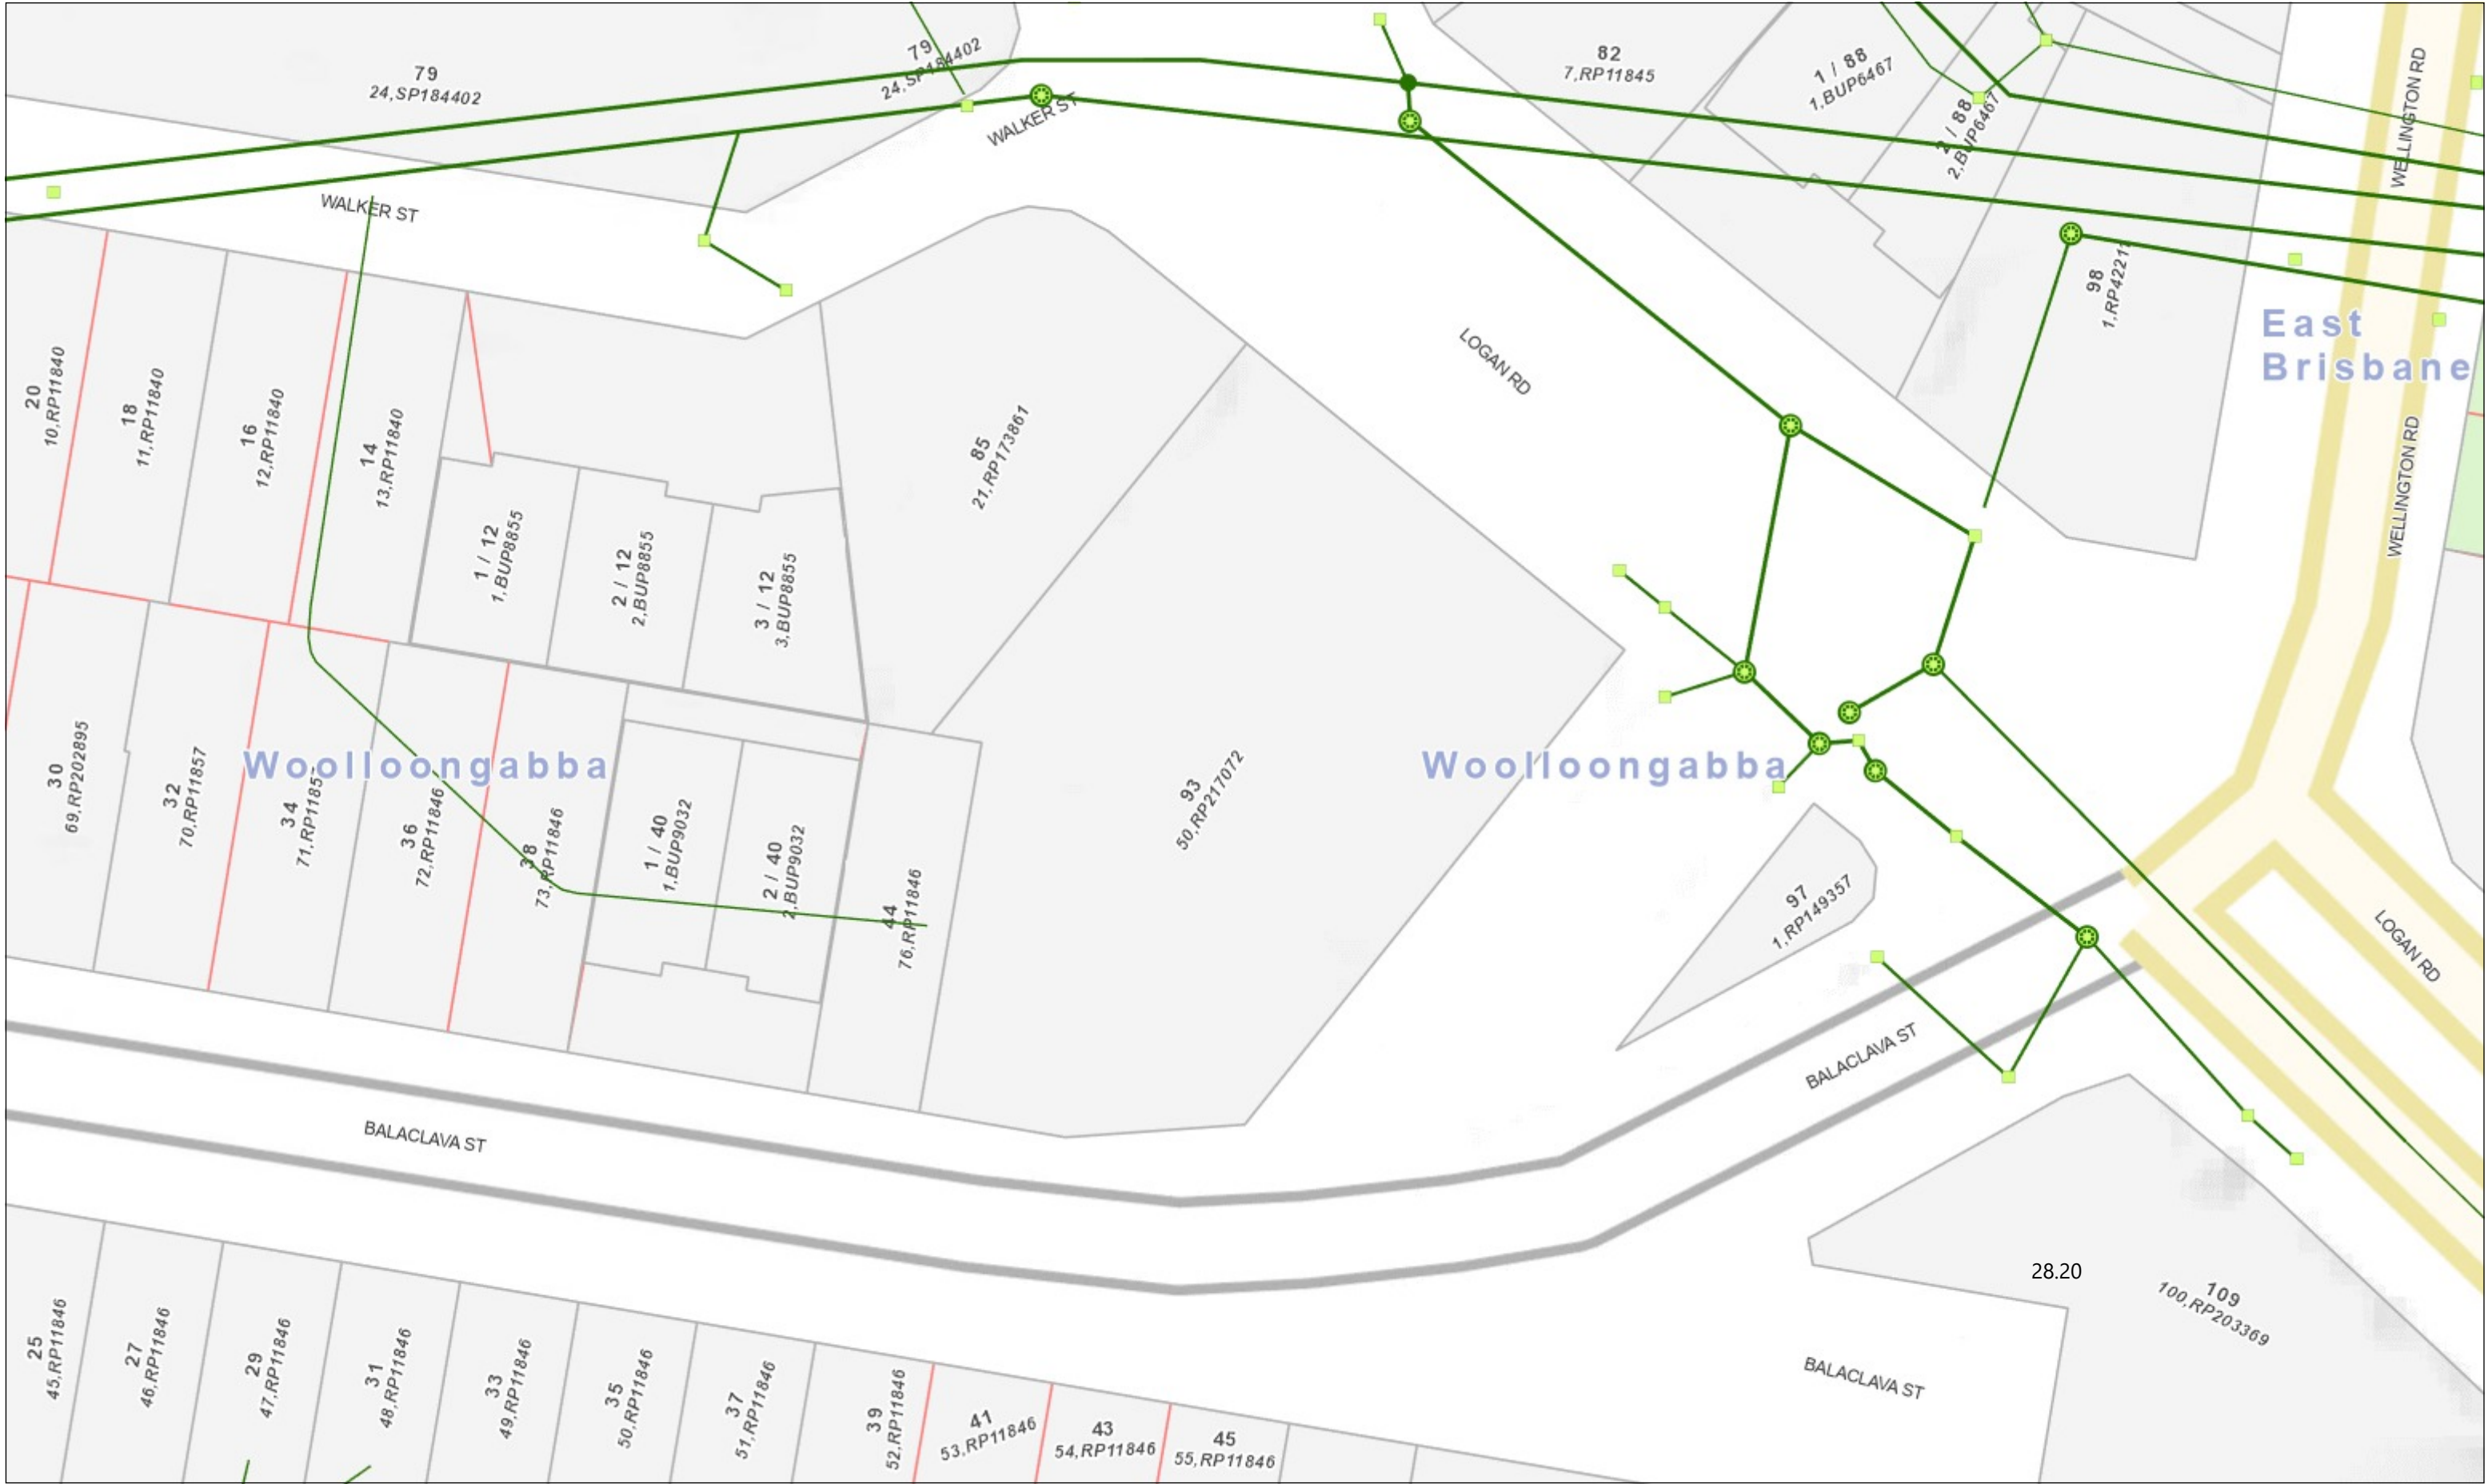 79
24,SP184402
79
24,SP184402
WALKER ST
82
7,RP11845
1 / 88
1,BUP6467
2 / 88
2,BUP6467
WELLINGTON RD
WALKER ST
98
East
Brisbane
LOGAN RD
20
10,RP11840
18
11,RP11840
16
12,RP11840
14
13,RP11840
85
21,RP173861
1 / 12
1,BUP8855
2 / 12
2,BUP8855
3 / 12
3,BUP8855
WELLINGTON RD
30
69,RP202895
32
70,RP11857
34
Woolloongabba
36
72,RP11846
38
73,RP11846
1 / 40
1,BUP9032
2 / 40
2,BUP9032
44
76,RP11846
93
50,RP217072
Woolloongabba
97
1,RP149357
LOGAN RD
BALACLAVA ST
BALACLAVA ST
28.20
109
100,RP203369
25
45,RP11846
27
46,RP11846
29
47,RP11846
31
48,RP11846
33
49,RP11846
35
50,RP11846
37
51,RP11846
39
52,RP11846
41
53,RP11846
43
54,RP11846
45
55,RP11846
BALACLAVA ST